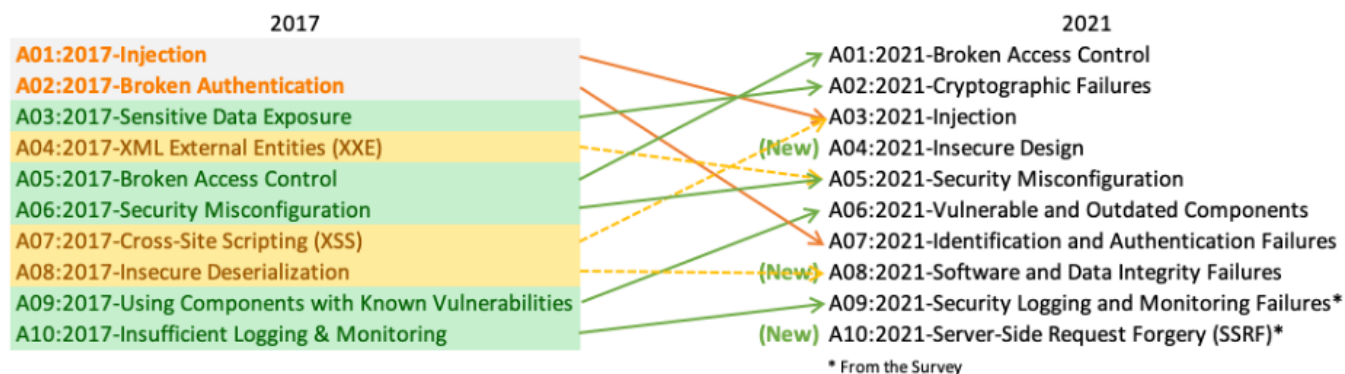 2017
2021
A01:2017-Injection
A02:2017-Broken Authentication
A03:2017-Sensitive Data Exposure
A04:2017-XML External Entities (XXE)
A05:2017-Broken Access Control
A06:2017-Security Misconfiguration
A07:2017-Cross-Site Scripting (XSS)
A08:2017-Insecure Deserialization
A09:2017-Using Components with Known Vulnerabilities
A10:2017-Insufficient Logging & Monitoring
A01:2021-Broken Access Control
A02:2021-Cryptographic Failures
A03:2021-Injection
(New) A04:2021-Insecure Design
A05:2021-Security Misconfiguration
A06:2021-Vulnerable and Outdated Components
A07:2021-Identification and Authentication Failures
(New) A08:2021-Software and Data Integrity Failures
A09:2021-Security Logging and Monitoring Failures*
(New) A10:2021-Server-Side Request Forgery (SSRF)*
* From the Survey